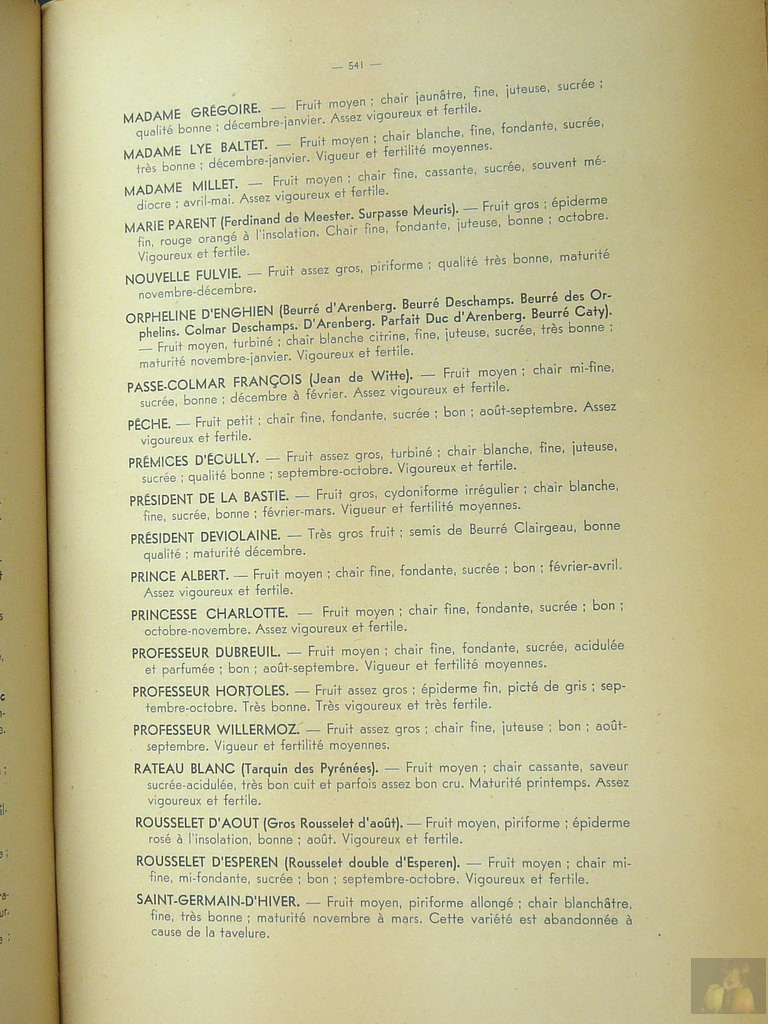 — 541 —
MADAME GRÉGOIRE. — Fruit moyen ; chair jaunâtre, fine, juteuse, sucrée ;
qualité bonne ; décembre-janvier. Assez vigoureux et fertile.
MADAME LYE BALTET. — Fruit moyen ; chair blanche, fine, fondante, sucrée,
très bonne ; décembre-janvier. Vigueur et fertilité moyennes.
MADAME MILLET. — Fruit moyen ; chair fine, cassante, sucrée, souvent mé-
diocre ; avril-mai. Assez vigoureux et fertile.
MARIE PARENT (Ferdinand de Meester. Surpasse Meuris). — Fruit gros ; épiderme
fin, rouge orangé à l'insolation. Chair fine, fondante, juteuse, bonne ; octobre.
Vigoureux et fertile.
NOUVELLE FULVIE. — Fruit assez gros, piriforme ; qualité très bonne, maturité
novembre-décembre.
ORPHELINE D'ENGHIEN (Beurré d'Arenberg. Beurré Deschamps. Beurré des Or-
phelins. Colmar Deschamps. D'Arenberg. Parfait Duc d'Arenberg. Beurré Caty).
— Fruit moyen, turbiné ; chair blanche citrine, fine, juteuse, sucrée, très bonne ;
maturité novembre-janvier. Vigoureux et fertile.
PASSE-COLMAR FRANÇOIS (Jean de Witte). — Fruit moyen ; chair mi-fine,
sucrée, bonne ; décembre à février. Assez vigoureux et fertile.
PÊCHE. — Fruit petit ; chair fine, fondante, sucrée ; bon ; août-septembre. Assez
vigoureux et fertile.
PRÉMICES D'ÉCULLY. — Fruit assez gros, turbiné ; chair blanche, fine, juteuse,
sucrée ; qualité bonne ; septembre-octobre. Vigoureux et fertile.
PRÉSIDENT DE LA BASTIE. — Fruit gros, cydoniforme irrégulier ; chair blanche,
fine, sucrée, bonne ; février-mars. Vigueur et fertilité moyennes.
PRÉSIDENT DEVIOLAINE. — Très gros fruit ; semis de Beurré Clairgeau, bonne
qualité ; maturité décembre.
PRINCE ALBERT. — Fruit moyen ; chair fine, fondante, sucrée ; bon ; février-avril.
Assez vigoureux et fertile.
PRINCESSE CHARLOTTE. — Fruit moyen ; chair fine, fondante, sucrée ; bon ;
octobre-novembre. Assez vigoureux et fertile.
PROFESSEUR DUBREUIL. — Fruit moyen ; chair fine, fondante, sucrée, acidulée
et parfumée ; bon ; août-septembre. Vigueur et fertilité moyennes.
PROFESSEUR HORTOLES. — Fruit assez gros ; épiderme fin, picté de gris ; sep-
tembre-octobre. Très bonne. Très vigoureux et très fertile.
PROFESSEUR WILLERMOZ. — Fruit assez gros ; chair fine, juteuse ; bon ; août-
septembre. Vigueur et fertilité moyennes.
RATEAU BLANC (Tarquin des Pyrénées). — Fruit moyen ; chair cassante, saveur
sucrée-acidulée, très bon cuit et parfois assez bon cru. Maturité printemps. Assez
vigoureux et fertile.
ROUSSELET D'AOUT (Gros Rousselet d'août). — Fruit moyen, piriforme ; épiderme
rosé à l'insolation, bonne ; août. Vigoureux et fertile.
ROUSSELET D'ESPEREN (Rousselet double d'Esperen). — Fruit moyen ; chair mi-
fine, mi-fondante, sucrée ; bon ; septembre-octobre. Vigoureux et fertile.
SAINT-GERMAIN-D'HIVER. — Fruit moyen, piriforme allongé ; chair blanchâtre,
fine, très bonne ; maturité novembre à mars. Cette variété est abandonnée à
cause de la tavelure.